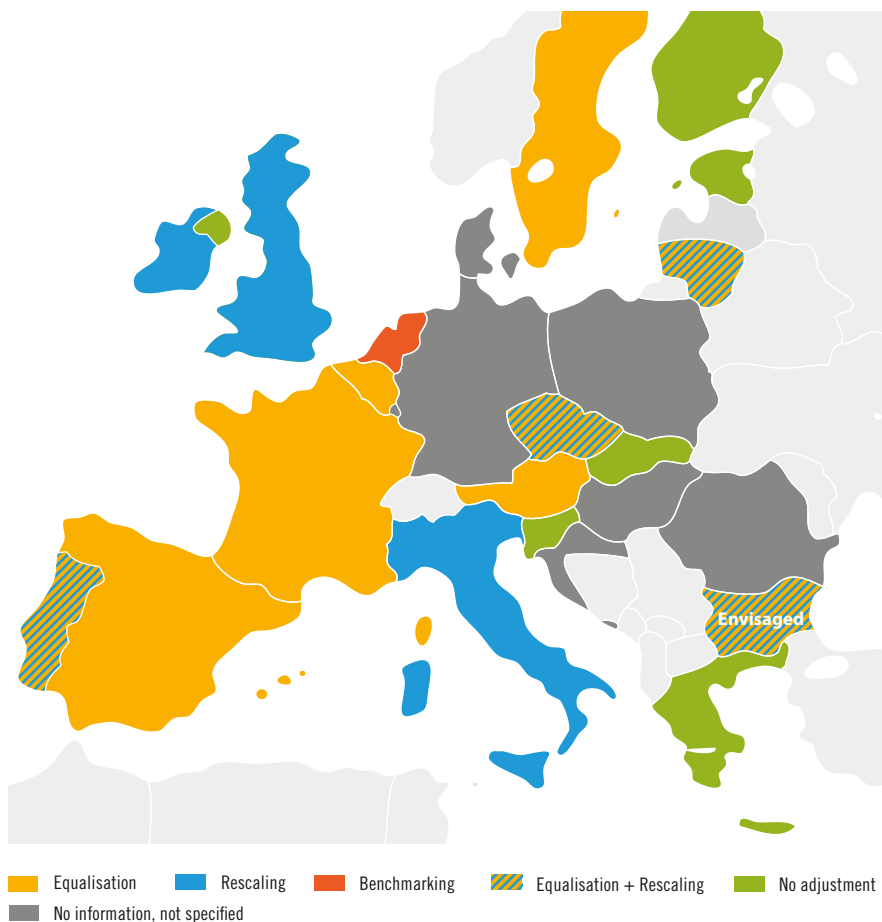 Envisaged
Equalisation
Rescaling
Benchmarking
Equalisation + Rescaling
No adjustment
No information, not specified